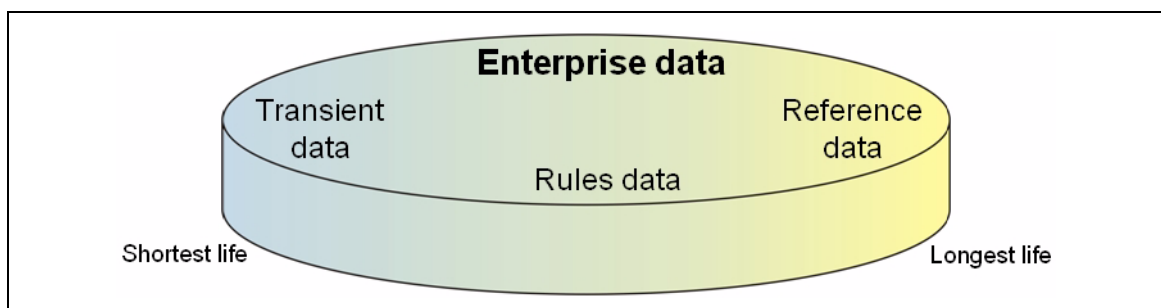 Enterprise data
Transient
data
Reference
data
Rules data
Shortest life
Longest life